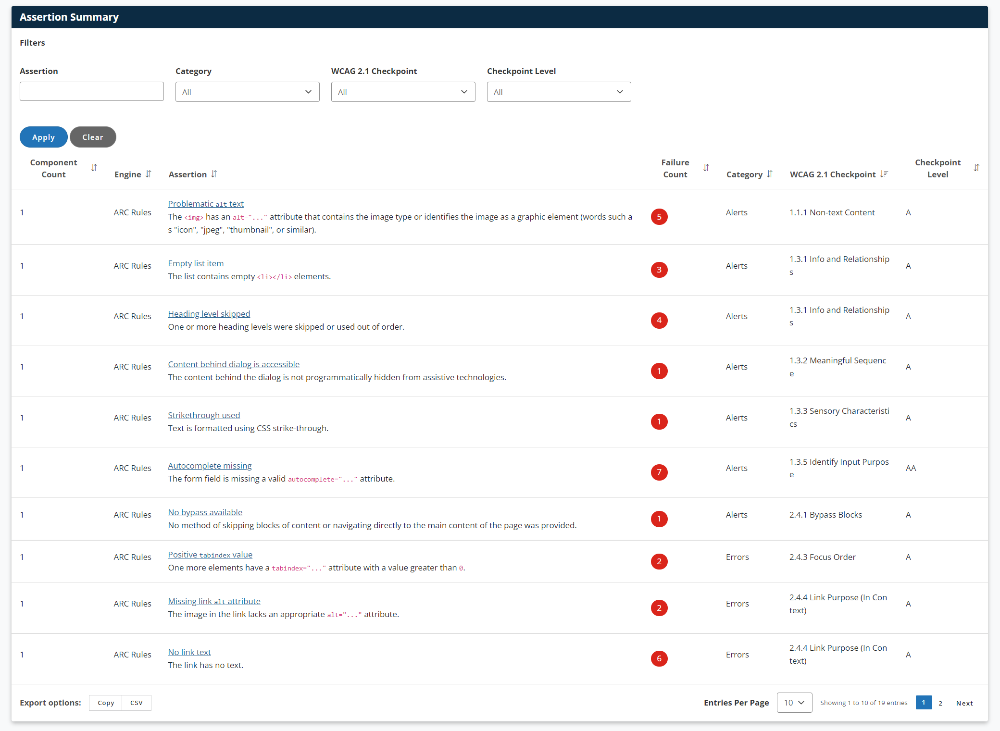 Assertion Summary
Filters
Assertion
Category
WCAG 2.1 Checkpoint
Checkpoint Level
All
All
All
Apply
Clear
Component
Count
Engine
Assertion
Failure
Count
Category
WCAG 2.1 Checkpoint
Checkpoint
Level
1
ARC Rules
Problematic alt text
The <img> has an alt="..." attribute that contains the image type or identifies the image as a graphic element (words such a
s "icon", "jpeg", "thumbnail", or similar).
5
Alerts
1.1.1 Non-text Content
A
1
ARC Rules
Empty list item
The list contains empty <li></li> elements.
3
Alerts
1.3.1 Info and Relationship
s
A
1
ARC Rules
Heading level skipped
One or more heading levels were skipped or used out of order.
4
Alerts
1.3.1 Info and Relationship
s
A
1
ARC Rules
Content behind dialog is accessible
The content behind the dialog is not programmatically hidden from assistive technologies.
1
Alerts
1.3.2 Meaningful Sequenc
e
A
1
ARC Rules
Strikethrough used
Text is formatted using CSS strike-through.
1
Alerts
1.3.3 Sensory Characteristi
cs
A
1
ARC Rules
Autocomplete missing
The form field is missing a valid autocomplete="..." attribute.
7
Alerts
1.3.5 Identify Input Purpos
e
AA
1
ARC Rules
No bypass available
No method of skipping blocks of content or navigating directly to the main content of the page was provided.
1
Alerts
2.4.1 Bypass Blocks
A
1
ARC Rules
Positive tabindex value
One more elements have a tabindex="..." attribute with a value greater than 0.
2
Errors
2.4.3 Focus Order
A
1
ARC Rules
Missing link alt attribute
The image in the link lacks an appropriate alt="..." attribute.
2
Errors
2.4.4 Link Purpose (In Con
text)
A
1
ARC Rules
No link text
The link has no text.
6
Errors
2.4.4 Link Purpose (In Con
text)
A
Export options:
Copy
CSV
Entries Per Page
10
Showing 1 to 10 of 19 entries
1
2
Next